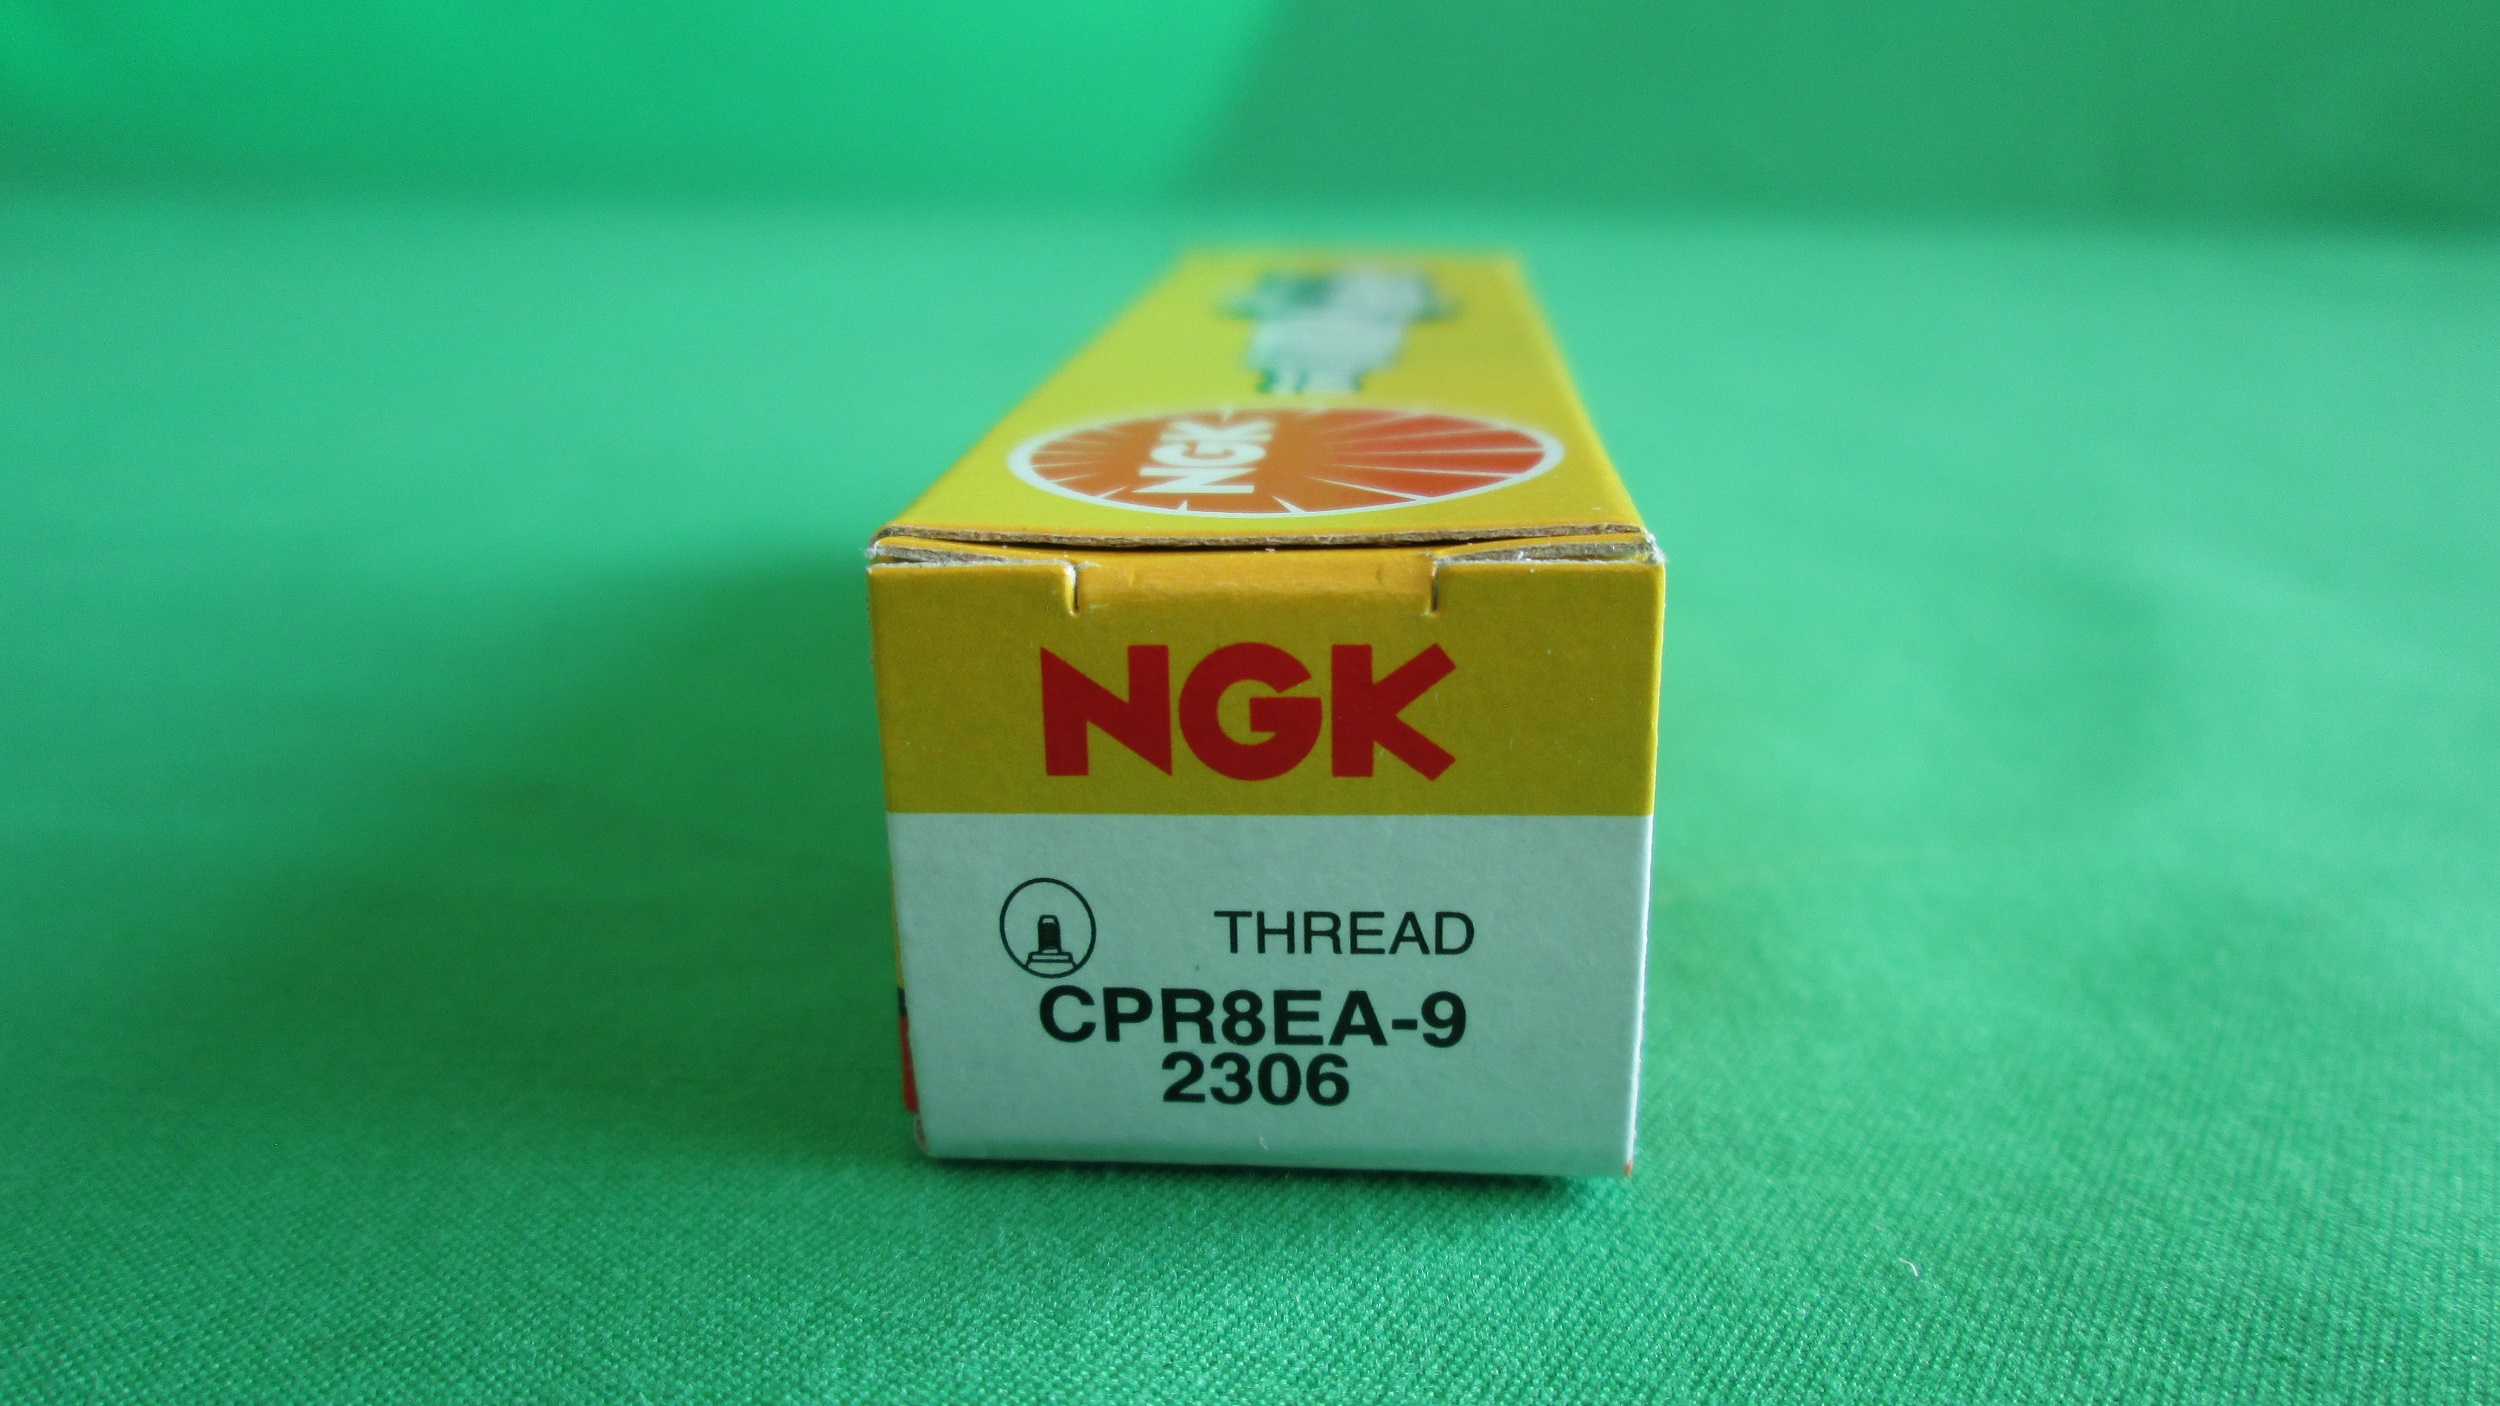 NGK
NGK
THREAD
CPR8EA-9
2306